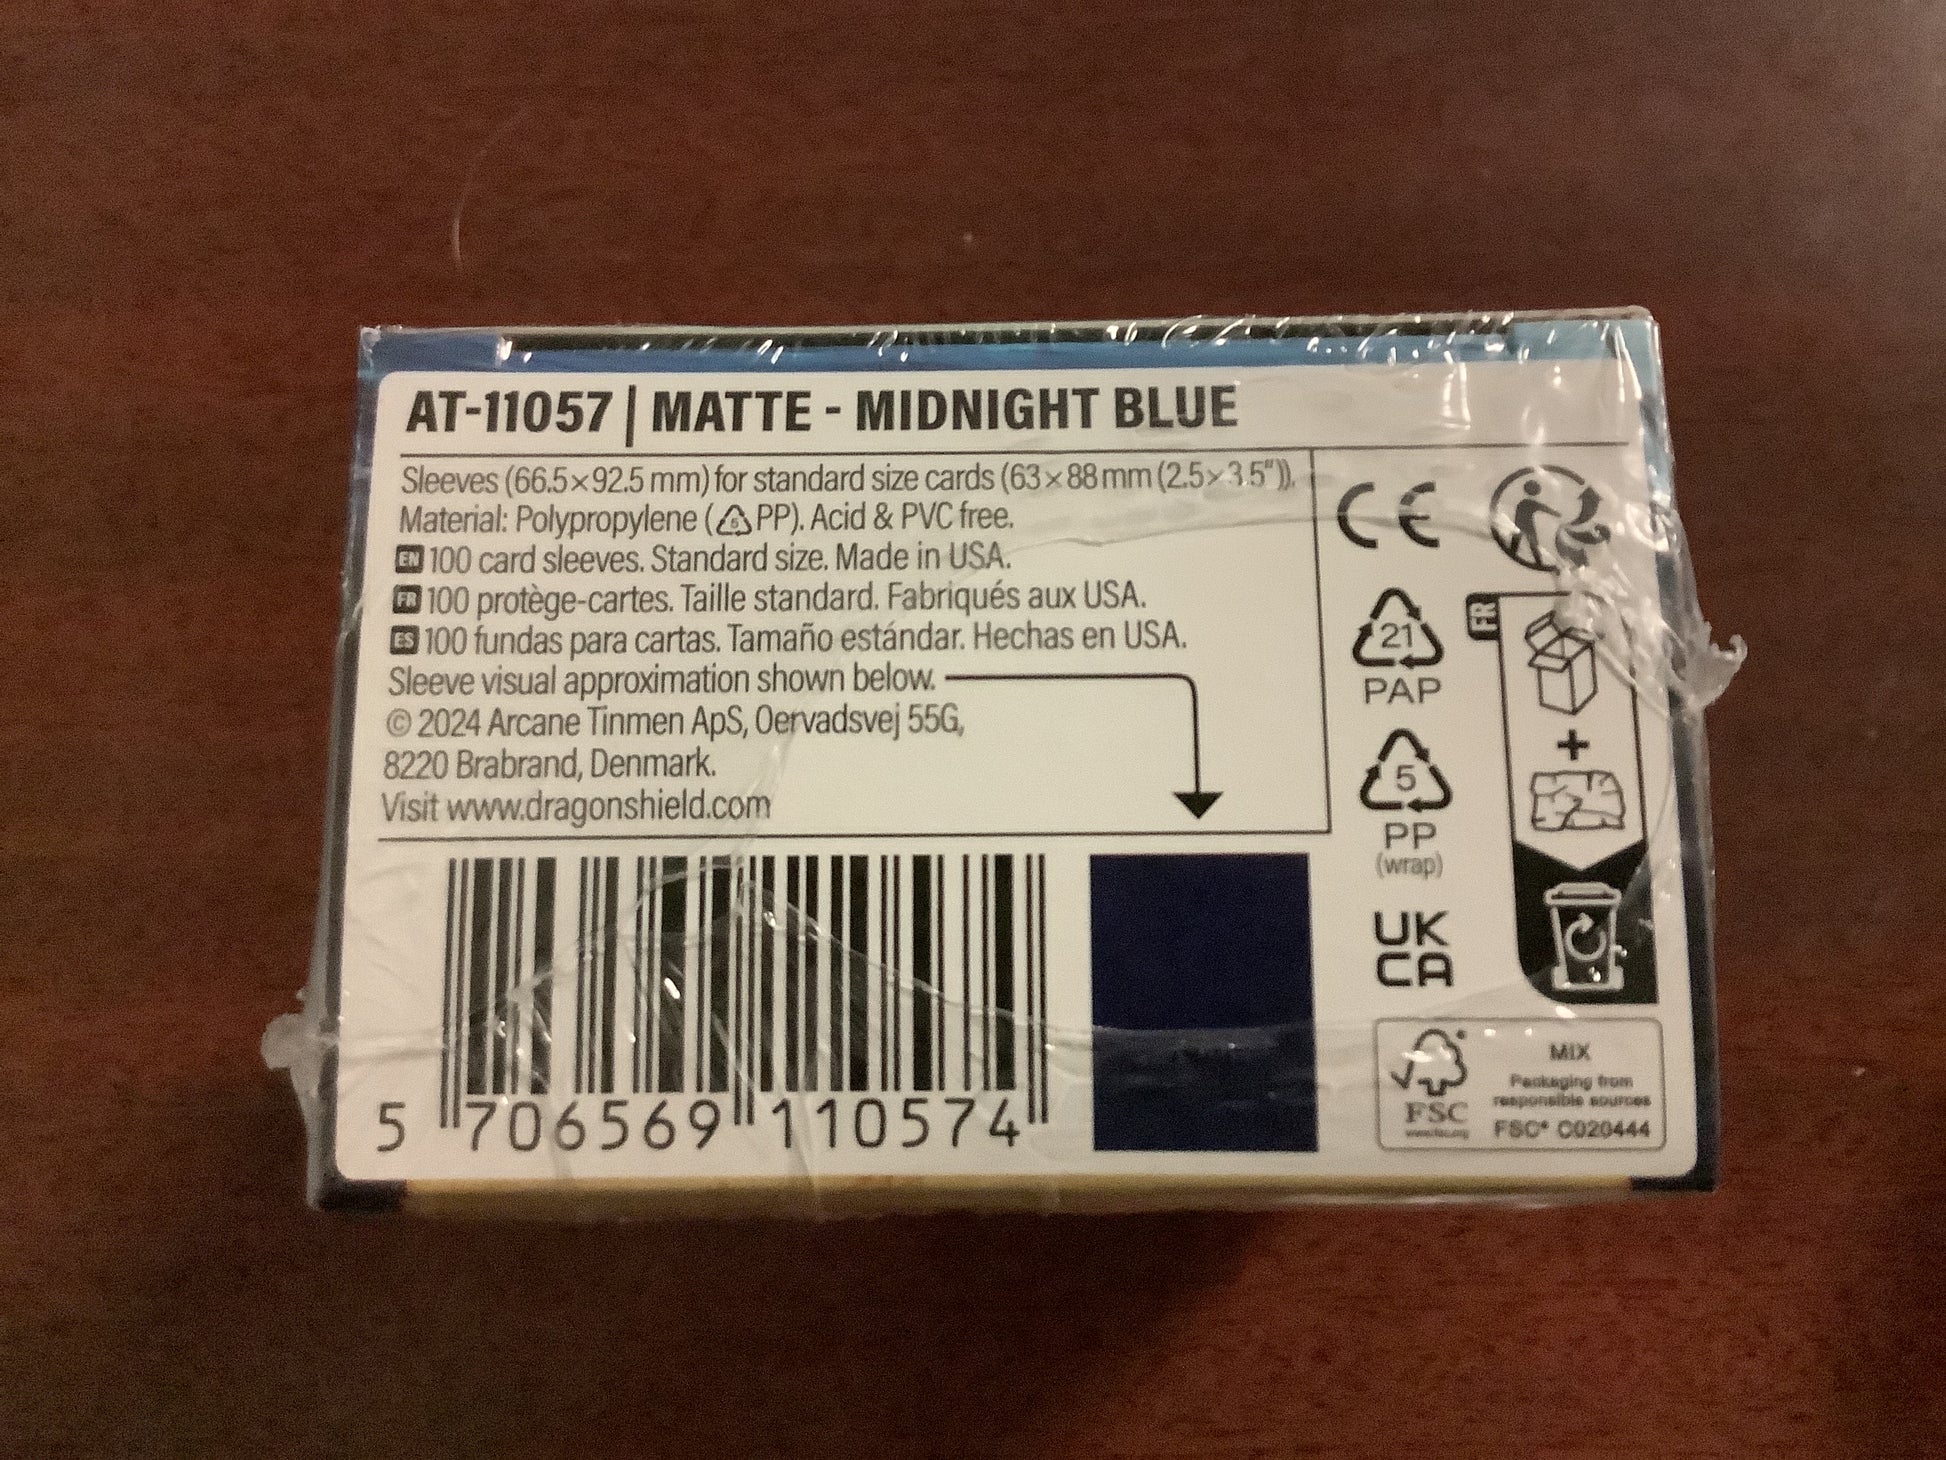 AT-11057 | MATTE - MIDNIGHT BLUE
Sleeves (66.5×92.5 mm) for standard size cards (63×88 mm (2.5×3.5")).
Material: Polypropylene (5 PP). Acid & PVC free.
EN 100 card sleeves. Standard size. Made in USA.
FR 100 protège-cartes. Taille standard. Fabriqués aux USA.
ES 100 fundas para cartas. Tamaño estándar. Hechas en USA.
Sleeve visual approximation shown below.
© 2024 Arcane Tinmen ApS, Oervadsvej 55G,
8220 Brabrand, Denmark.
Visit www.dragonshield.com
5 706569 110574
CE
21
PAP
5
PP
(wrap)
UK
CA
FR
+
FSC
MIX
Packaging from
responsible sources
FSC® C020444